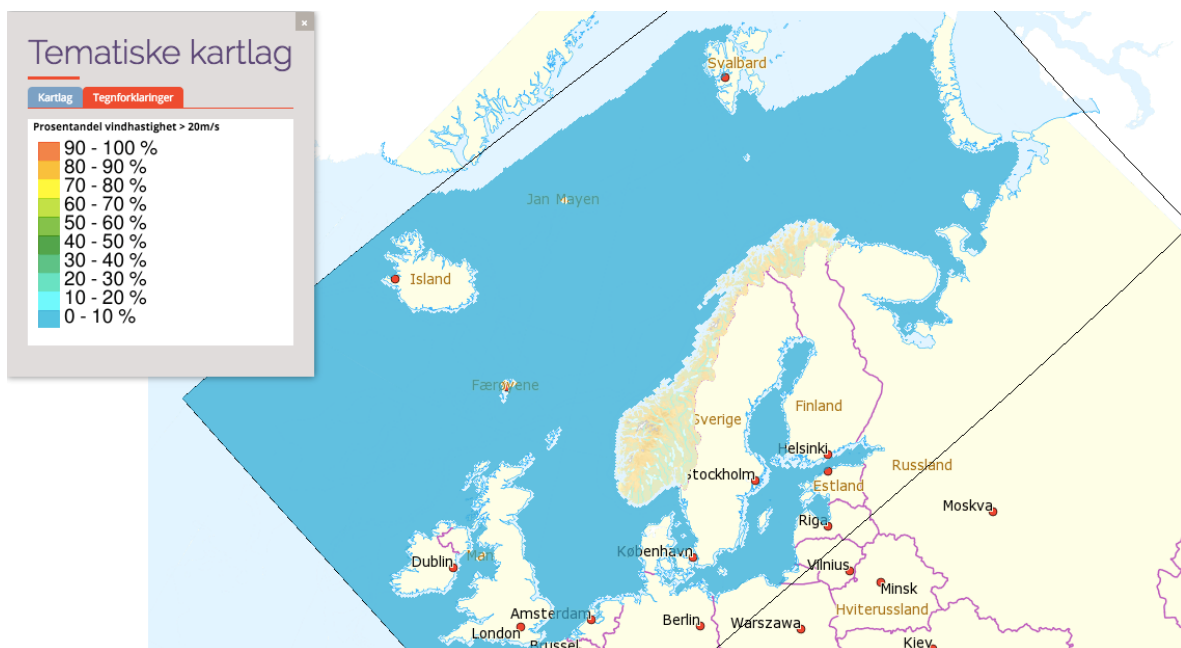 ×
Tematiske kartlag
Kartlag
Tegnforklaringer
Prosentandel vindhastighet > 20m/s
90 - 100 %
80 - 90 %
70 - 80 %
60 - 70 %
50 - 60 %
40 - 50 %
30 - 40 %
20 - 30 %
10 - 20 %
0 - 10 %
Svalbard
Jan Mayen
Island
Færøyene
Sverige
Finland
Helsinki
Stockholm
Estland
Russland
Moskva
Riga
København
Man
Dublin
Vilnius
Minsk
Hviterussland
Amsterdam
London
Berlin
Warszawa
Brussel
Kiev